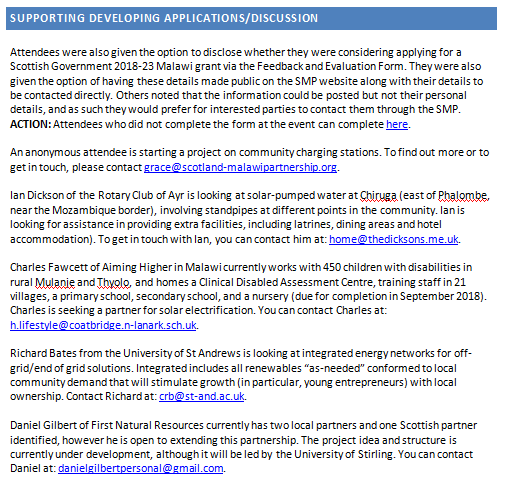 SUPPORTING DEVELOPING APPLICATIONS/DISCUSSION
Attendees were also given the option to disclose whether they were considering applying for a
Scottish Government 2018-23 Malawi grant via the Feedback and Evaluation Form. They were also
given the option of having these details made public on the SMP website along with their details to
be contacted directly. Others noted that the information could be posted but not their personal
details, and as such they would prefer for interested parties to contact them through the SMP.
ACTION: Attendees who did not complete the form at the event can complete here.
An anonymous attendee is starting a project on community charging stations. To find out more or to
get in touch, please contact grace@scotland-malawipartnership.org.
Ian Dickson of the Rotary Club of Ayr is looking at solar-pumped water at Chiruga (east of Phalombe,
near the Mozambique border), involving standpipes at different points in the community. Ian is
looking for assistance in providing extra facilities, including latrines, dining areas and hotel
accommodation). To get in touch with Ian, you can contact him at: home@thedicksons.me.uk.
Charles Fawcett of Aiming Higher in Malawi currently works with 450 children with disabilities in
rural Mulanje and Thyolo, and homes a Clinical Disabled Assessment Centre, training staff in 21
villages, a primary school, secondary school, and a nursery (due for completion in September 2018).
Charles is seeking a partner for solar electrification. You can contact Charles at:
h.lifestyle@coatbridge.n-lanark.sch.uk.
Richard Bates from the University of St Andrews is looking at integrated energy networks for off-
grid/end of grid solutions. Integrated includes all renewables “as-needed” conformed to local
community demand that will stimulate growth (in particular, young entrepreneurs) with local
ownership. Contact Richard at: crb@st-and.ac.uk.
Daniel Gilbert of First Natural Resources currently has two local partners and one Scottish partner
identified, however he is open to extending this partnership. The project idea and structure is
currently under development, although it will be led by the University of Stirling. You can contact
Daniel at: danielgilbertpersonal@gmail.com.